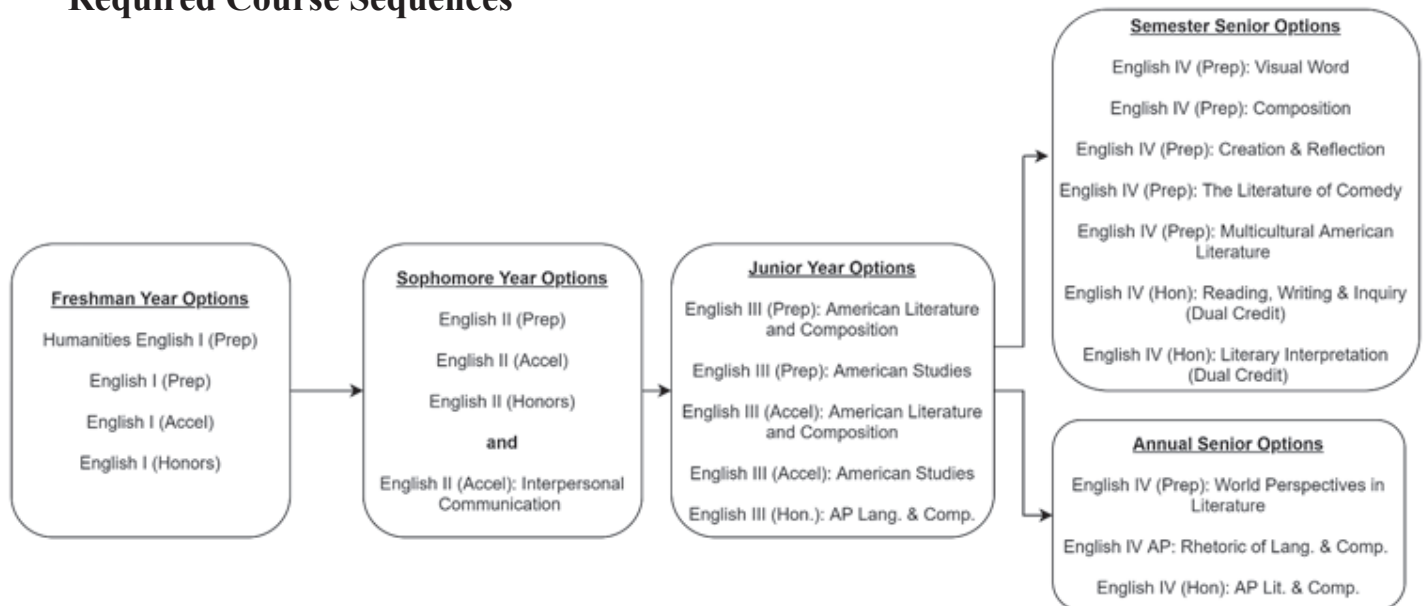 Required Course Sequences
Freshman Year Options
Humanities English I (Prep)
English I (Prep)
English I (Accel)
English I (Honors)
Sophomore Year Options
English II (Prep)
English II (Accel)
English II (Honors)
and
English II (Accel): Interpersonal
Communication
Junior Year Options
English III (Prep): American Literature
and Composition
English III (Prep): American Studies
English III (Accel): American Literature
and Composition
English III (Accel): American Studies
English III (Hon.): AP Lang. & Comp.
Semester Senior Options
English IV (Prep): Visual Word
English IV (Prep): Composition
English IV (Prep): Creation & Reflection
English IV (Prep): The Literature of Comedy
English IV (Prep): Multicultural American
Literature
English IV (Hon): Reading, Writing & Inquiry
(Dual Credit)
English IV (Hon): Literary Interpretation
(Dual Credit)
Annual Senior Options
English IV (Prep): World Perspectives in
Literature
English IV AP: Rhetoric of Lang. & Comp.
English IV (Hon): AP Lit. & Comp.